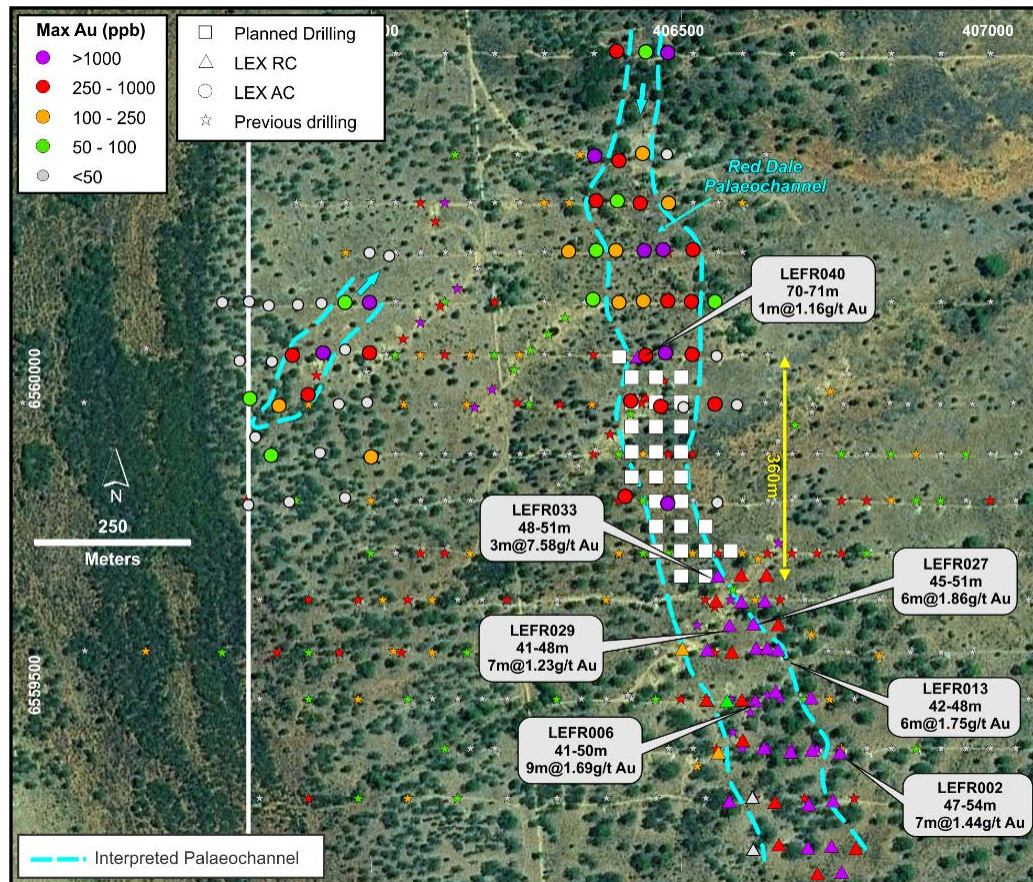 Max Au (ppb)
>1000
250 - 1000
100 - 250
50 - 100
<50
Planned Drilling
LEX RC
LEX AC
Previous drilling
406500
407000
Red Dale
Palaeochannel
LEFR040
70-71m
1m@1.16g/t Au
6560000
360m
N
250
Meters
LEFR033
48-51m
3m@7.58g/t Au
LEFR027
45-51m
6m@1.86g/t Au
LEFR029
41-48m
7m@1.23g/t Au
6559500
LEFR013
42-48m
6m@1.75g/t Au
LEFR006
41-50m
9m@1.69g/t Au
LEFR002
47-54m
7m@1.44g/t Au
Interpreted Palaeochannel